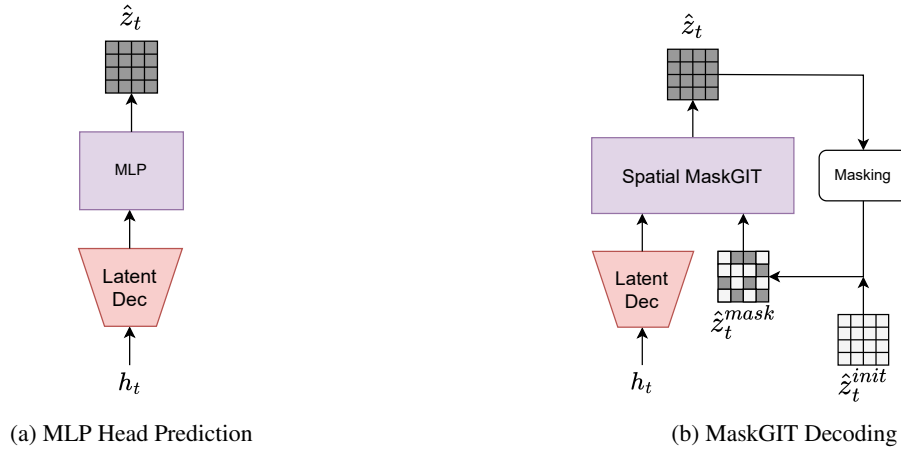 ẑ_t
MLP
Latent
Dec
h_t
(a) MLP Head Prediction
ẑ_t
Spatial MaskGIT
Masking
Latent
Dec
ẑ_t^{mask}
h_t
ẑ_t^{init}
(b) MaskGIT Decoding